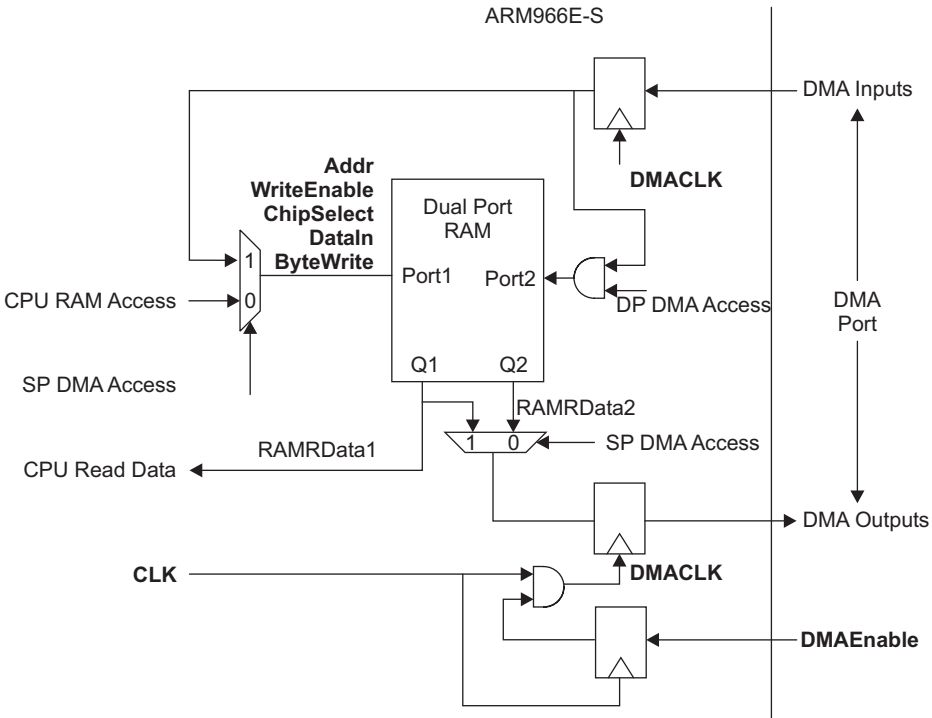 ARM966E-S
DMA Inputs
DMACLK
Addr
WriteEnable
ChipSelect
DataIn
ByteWrite
Dual Port
RAM
1
Port1
Port2
CPU RAM Access
0
DP DMA Access
DMA
Port
SP DMA Access
Q1
Q2
RAMRData2
1
0
SP DMA Access
RAMRData1
CPU Read Data
DMA Outputs
CLK
DMACLK
DMAEnable